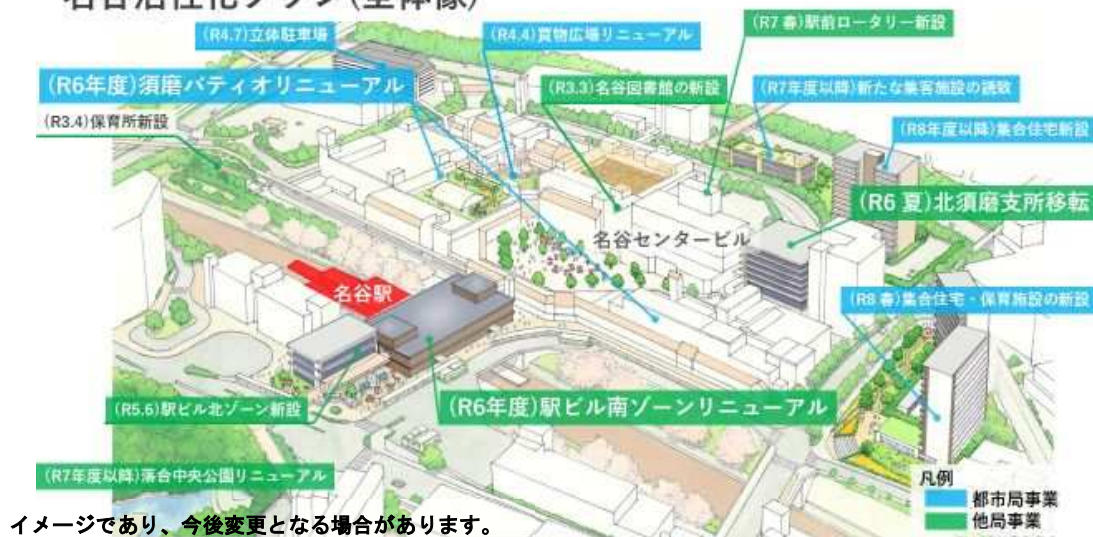 名谷活性化プラン(全体像)
(R7 春)駅前ロータリー新設
(R4.7)立体駐車場
(R4.4)買物広場リニューアル
(R6年度)須磨パティオリニューアル
(R3.3)名谷図書館の新設
(R7年度以降)新たな集客施設の誘致
(R3.4)保育所新設
(R8年度以降)集合住宅新設
(R6 夏)北須磨支所移転
名谷センタービル
名谷駅
(R8 春)集合住宅・保育施設の新設
(R5.6)駅ビル北ゾーン新設
(R6年度)駅ビル南ゾーンリニューアル
(R7年度以降)落合中央公園リニューアル
凡例
都市局事業
他局事業
イメージであり、今後変更となる場合があります。